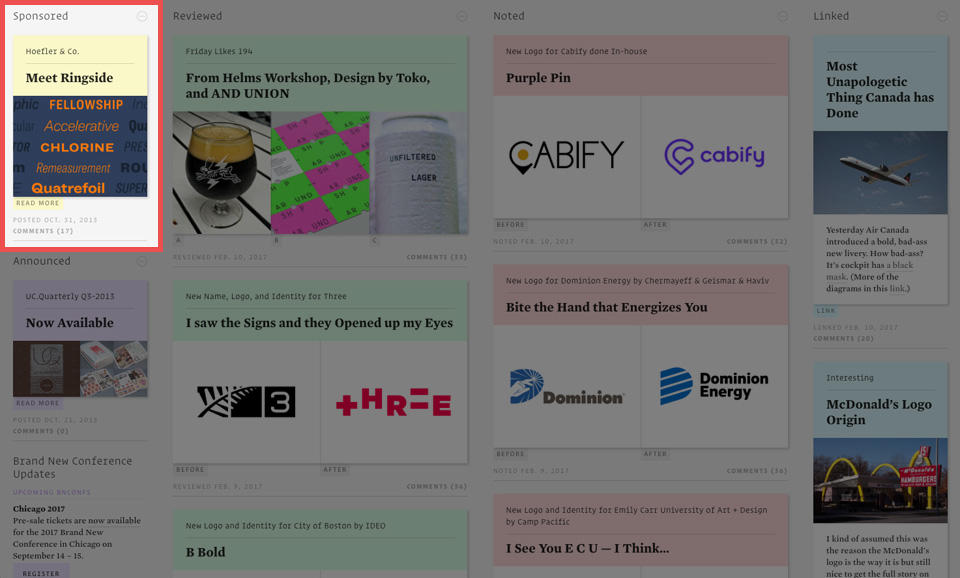 Sponsored
Hoefler & Co.
Meet Ringside
phic FELLOWSHIP
cular Accelerative Qua
TOR CHLORINE PRES
m Remeasurement ROU
Quatrefoil SUPER
READ MORE
POSTED OCT. 31, 2013
COMMENTS (17)
Announced
UC.Quarterly Q3-2013
Now Available
READ MORE
POSTED OCT. 21, 2013
COMMENTS (0)
Brand New Conference
Updates
UPCOMING BNCONFS
Chicago 2017
Pre-sale tickets are now available
for the 2017 Brand New
Conference in Chicago on
September 14 – 15.
REGISTER
Reviewed
Friday Likes 194
From Helms Workshop, Design by Toko,
and AND UNION
UNFILTERED
LAGER
A B C
REVIEWED FEB. 10, 2017 COMMENTS (33)
New Name, Logo, and Identity for Three
I saw the Signs and they Opened up my Eyes
3
THREE
BEFORE AFTER
REVIEWED FEB. 9, 2017 COMMENTS (36)
New Logo and Identity for City of Boston by IDEO
B Bold
Noted
New Logo for Cabify done In-house
Purple Pin
CABIFY
cabify
BEFORE AFTER
NOTED FEB. 10, 2017 COMMENTS (32)
New Logo for Dominion Energy by Chermayeff & Geismar & Haviv
Bite the Hand that Energizes You
Dominion
Dominion
Energy
BEFORE AFTER
NOTED FEB. 9, 2017 COMMENTS (36)
New Logo and Identity for Emily Carr University of Art + Design
by Camp Pacific
I See You E C U — I Think...
Linked
Most
Unapologetic
Thing Canada has
Done
Yesterday Air Canada
introduced a bold, bad-ass
new livery. How bad-ass?
It's cockpit has a black
mask. (More of the
diagrams in this link.)
LINK
LINKED FEB. 10, 2017
COMMENTS (20)
Interesting
McDonald's Logo
Origin
McDonald's
HAMBURGERS
I kind of assumed this was
the reason the McDonald's
logo is the way it is but still
nice to get the full story on